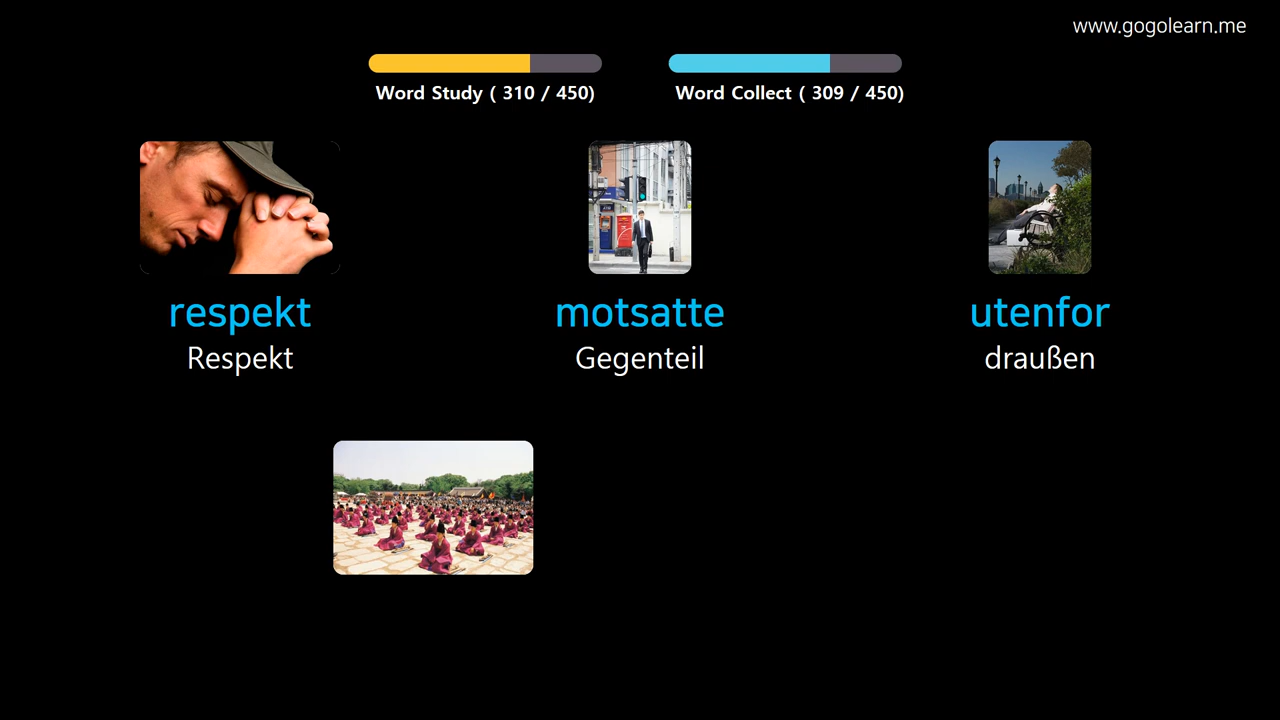 www.gogolearn.me
Word Study ( 310 / 450)
Word Collect ( 309 / 450)
respekt
Respekt
motsatte
Gegenteil
utenfor
draußen